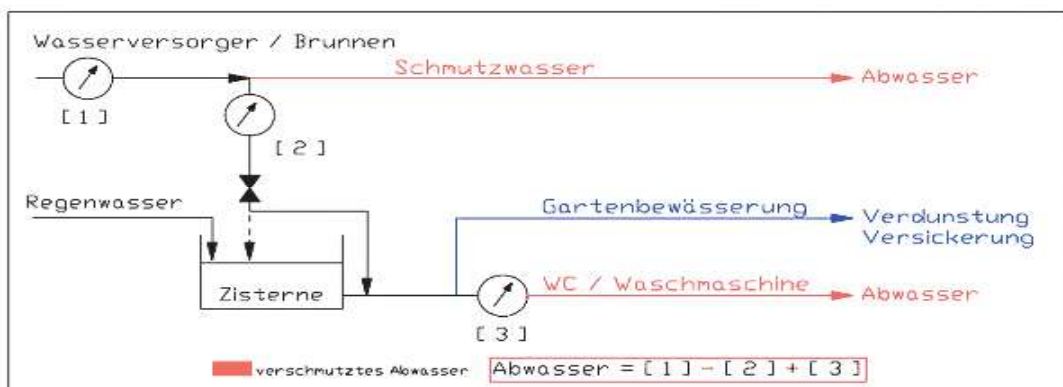 Wasserversorger / Brunnen
Schmutzwasser
Abwasser
[1]
[2]
Regenwasser
Gartenbewässerung
Verdunstung
Versickerung
Zisterne
WC / Waschmaschine
Abwasser
[3]
verschmutztes Abwasser
Abwasser = [1] - [2] + [3]